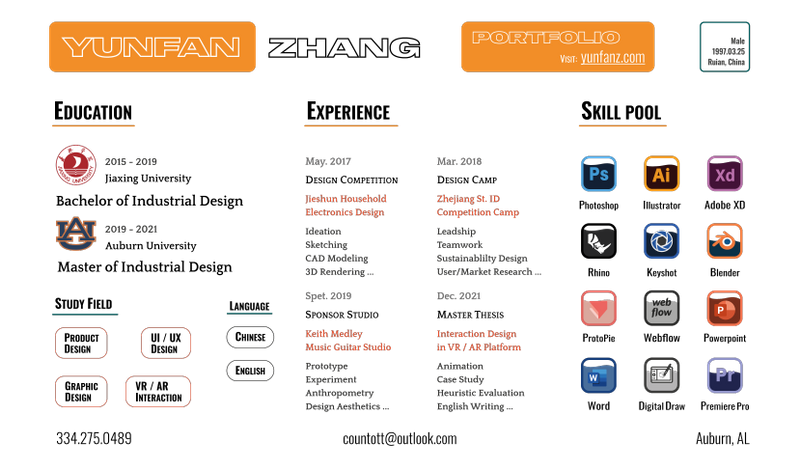 YUNFAN ZHANG
PORTFOLIO
VISIT: yunfanz.com
Male
1997.03.25
Ruian, China
EDUCATION
2015 - 2019
Jiaxing University
Bachelor of Industrial Design
2019 - 2021
Auburn University
Master of Industrial Design
STUDY FIELD
PRODUCT
DESIGN
UI / UX
DESIGN
GRAPHIC
DESIGN
VR / AR
INTERACTION
LANGUAGE
CHINESE
ENGLISH
EXPERIENCE
May. 2017
DESIGN COMPETITION
Jieshun Household
Electronics Design
Ideation
Sketching
CAD Modeling
3D Rendering ...
Mar. 2018
DESIGN CAMP
Zhejiang St. ID
Competition Camp
Leadship
Teamwork
Sustainablilty Design
User/Market Research ...
Spet. 2019
SPONSOR STUDIO
Keith Medley
Music Guitar Studio
Prototype
Experiment
Anthropometry
Design Aesthetics ...
Dec. 2021
MASTER THESIS
Interaction Design
in VR / AR Platform
Animation
Case Study
Heuristic Evaluation
English Writing ...
SKILL POOL
Ps
Ai
Xd
Photoshop
Illustrator
Adobe XD
Rhino
Keyshot
Blender
web
flow
P
ProtoPie
Webflow
Powerpoint
W
Pr
Word
Digital Draw
Premiere Pro
334.275.0489
countott@outlook.com
Auburn, AL